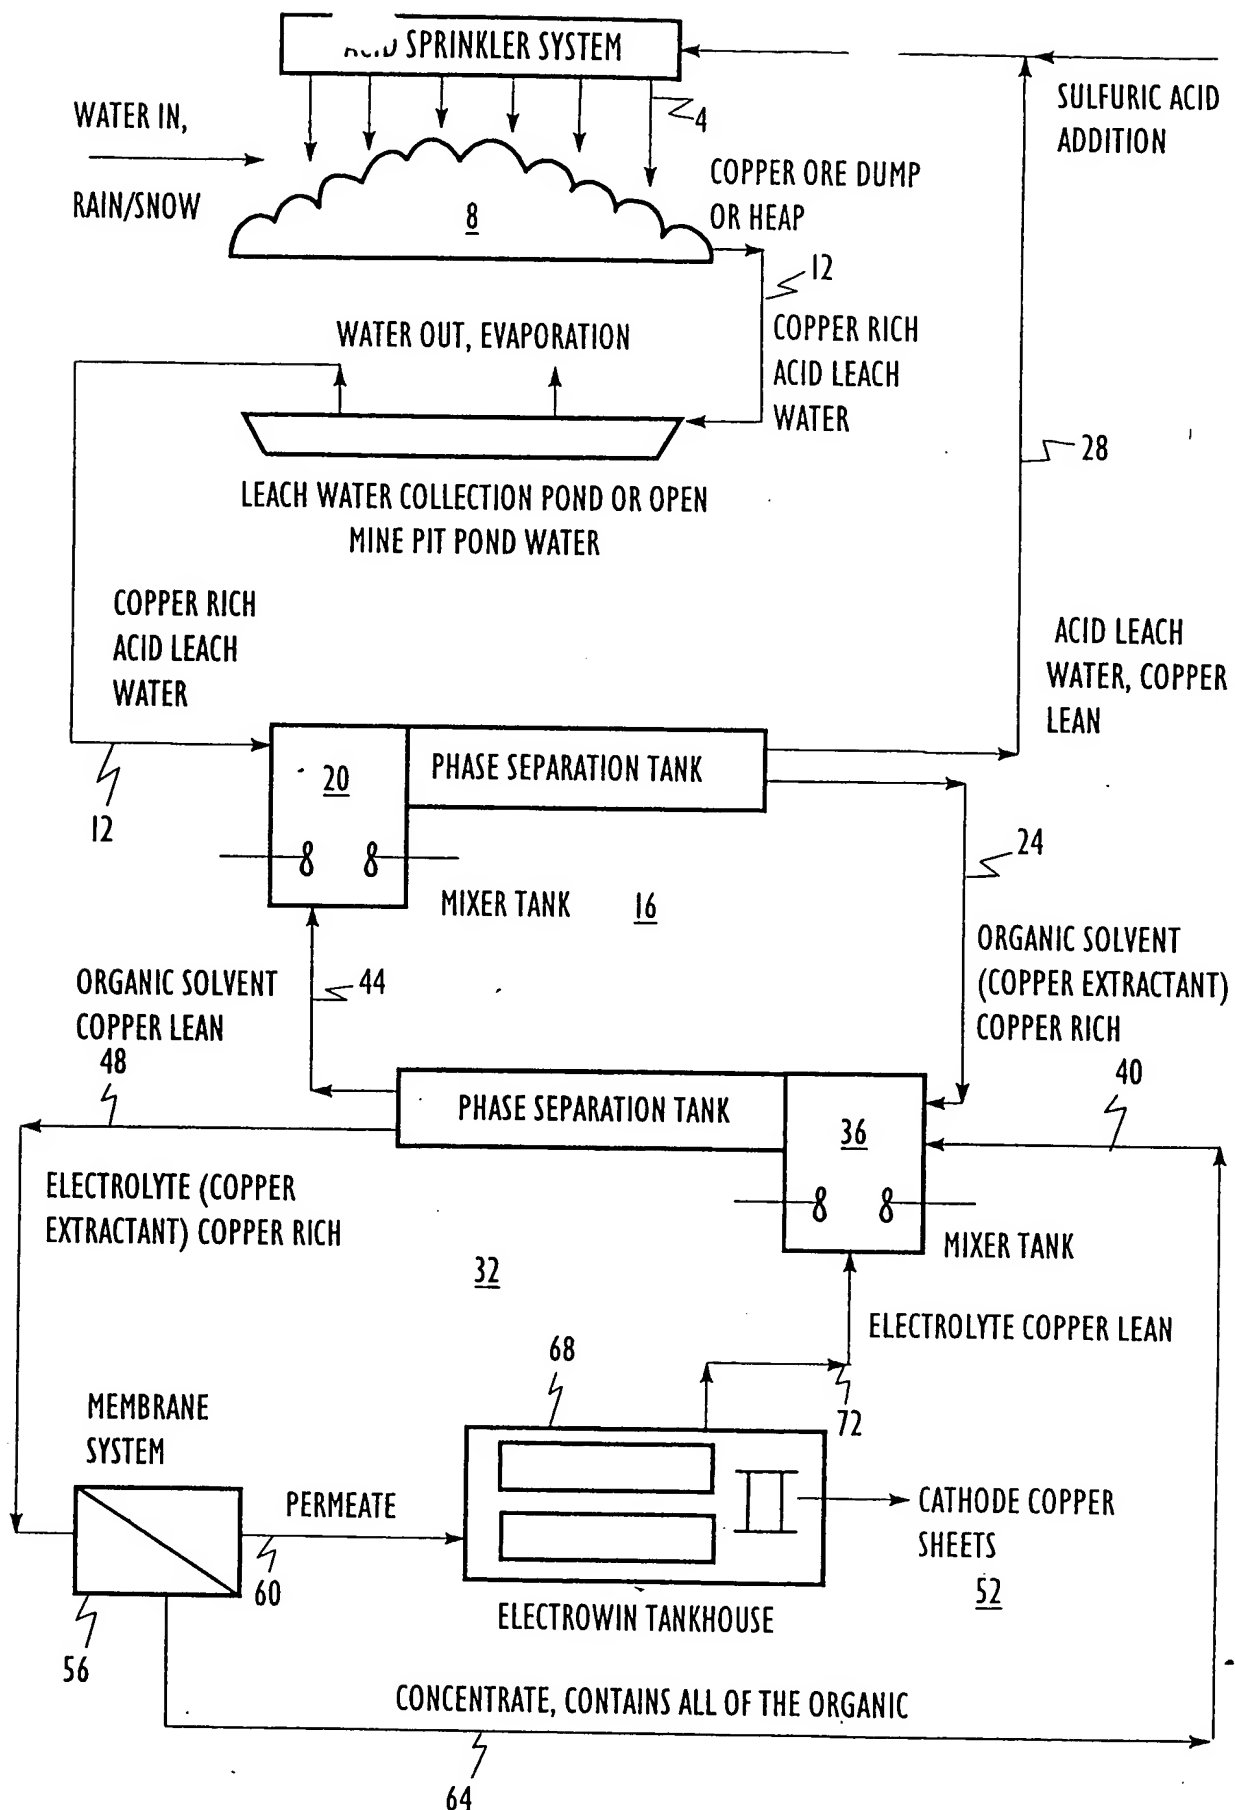 SPRINKLER SYSTEM
SULFURIC ACID
ADDITION
4
WATER IN,
RAIN/SNOW
COPPER ORE DUMP
OR HEAP
8
12
WATER OUT, EVAPORATION
COPPER RICH
ACID LEACH
WATER
28
LEACH WATER COLLECTION POND OR OPEN
MINE PIT POND WATER
COPPER RICH
ACID LEACH
WATER
ACID LEACH
WATER, COPPER
LEAN
12
20
PHASE SEPARATION TANK
24
MIXER TANK
16
ORGANIC SOLVENT
(COPPER EXTRACTANT)
COPPER RICH
ORGANIC SOLVENT
COPPER LEAN
44
48
40
PHASE SEPARATION TANK
36
ELECTROLYTE (COPPER
EXTRACTANT) COPPER RICH
MIXER TANK
32
ELECTROLYTE COPPER LEAN
68
72
MEMBRANE
SYSTEM
PERMEATE
CATHODE COPPER
SHEETS
52
60
56
ELECTROWIN TANKHOUSE
CONCENTRATE, CONTAINS ALL OF THE ORGANIC
64